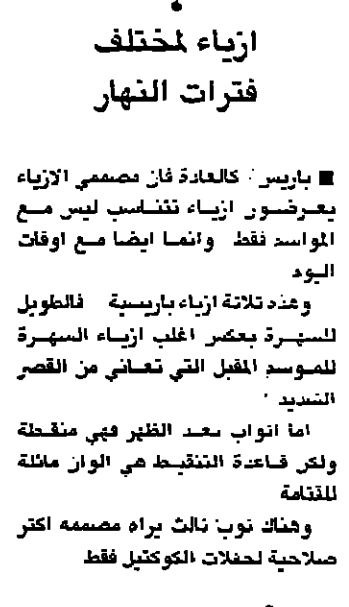 ازياء لمختلف
فترات النهار
■ باريس : كالعادة فان مصممي الازياء
يعرضون ازياء تتناسب ليس مع
المواسم فقط وانما ايضا مع اوقات
اليوم
وهذه ثلاثة ازياء باريسية فالطويل
للسهرة بعكس اغلب ازياء السهرة
للموسم المقبل التي تعاني من القصر
الشديد .
اما اثواب بعد الظهر فهي منقطة
ولكن قاعدة التنقيط هي الوان مائلة
للقتامة
وهناك ثوب ثالث يراه مصممه اكثر
صلاحية لحفلات الكوكتيل فقط